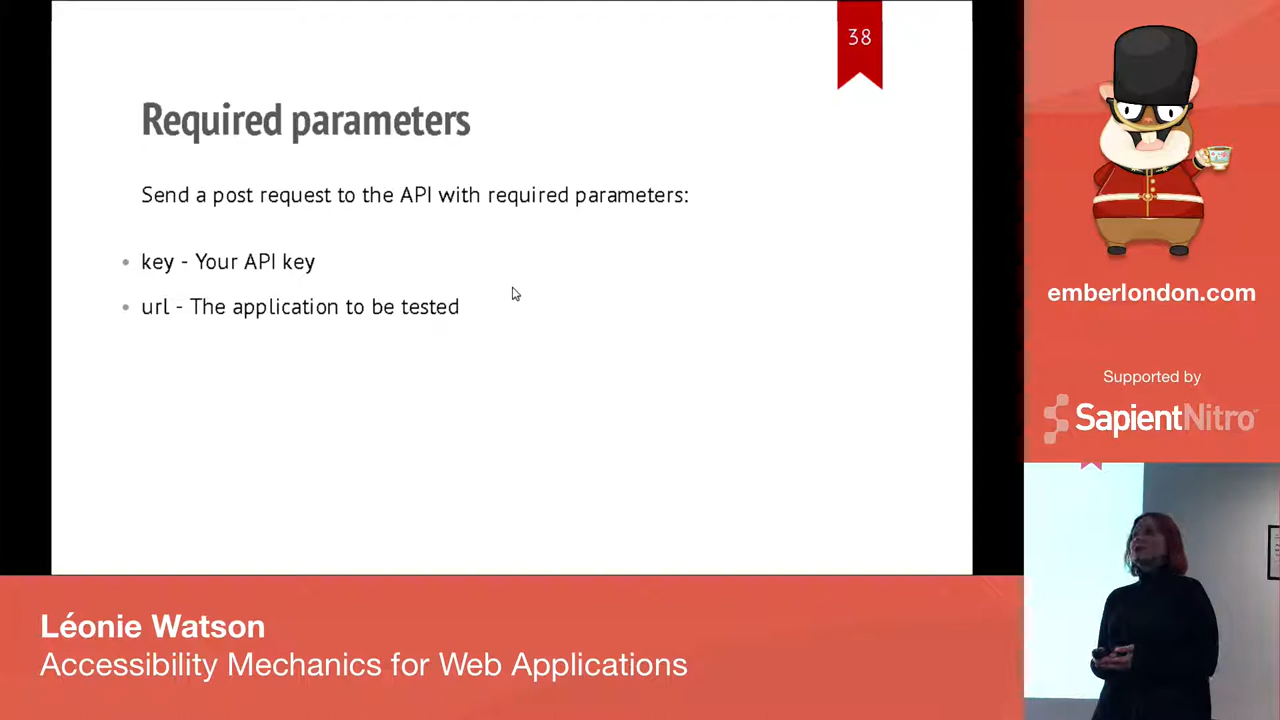 38
Required parameters
Send a post request to the API with required parameters:
key - Your API key
url - The application to be tested
emberlondon.com
Supported by
SapientNitro
Léonie Watson
Accessibility Mechanics for Web Applications